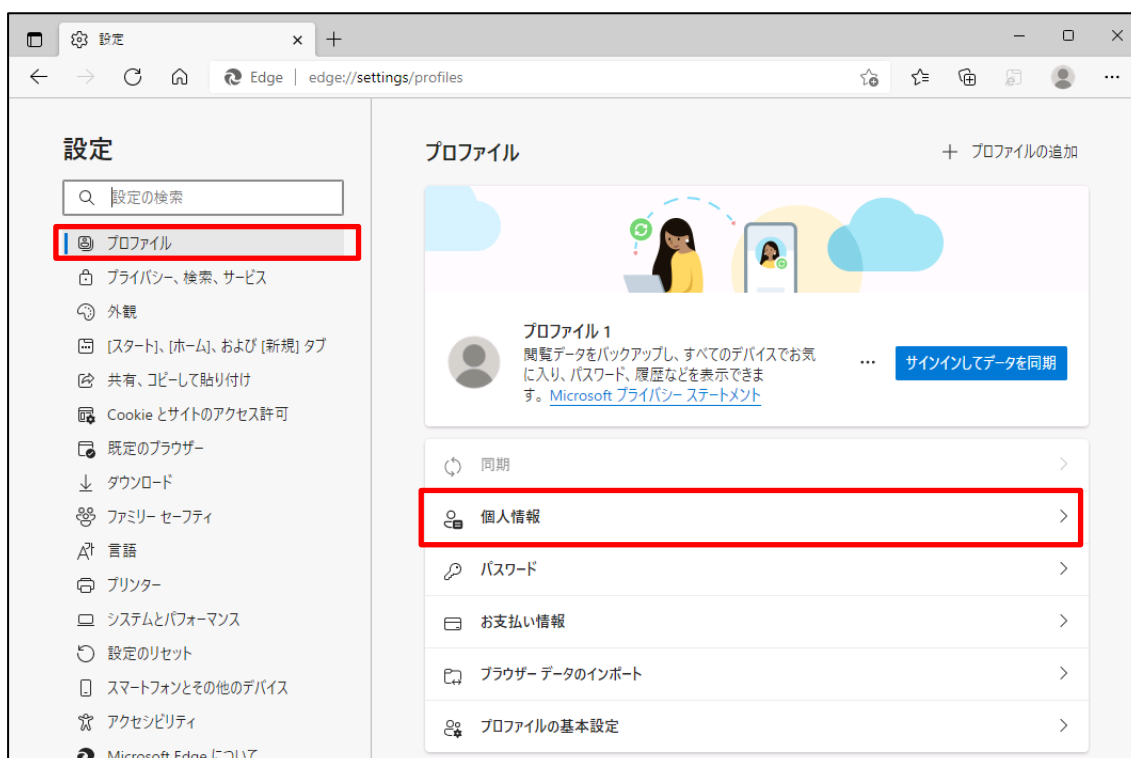 設定
Edge | edge://settings/profiles
設定
設定の検索
プロファイル
プライバシー、検索、サービス
外観
[スタート]、[ホーム]、および [新規] タブ
共有、コピーして貼り付け
Cookie とサイトのアクセス許可
既定のブラウザー
ダウンロード
ファミリー セーフティ
言語
プリンター
システムとパフォーマンス
設定のリセット
スマートフォンとその他のデバイス
アクセシビリティ
Microsoft Edge について
プロファイル
プロファイルの追加
プロファイル 1
閲覧データをバックアップし、すべてのデバイスでお気
に入り、パスワード、履歴などを表示できま
す。Microsoft プライバシー ステートメント
サインインしてデータを同期
同期
個人情報
パスワード
お支払い情報
ブラウザー データのインポート
プロファイルの基本設定